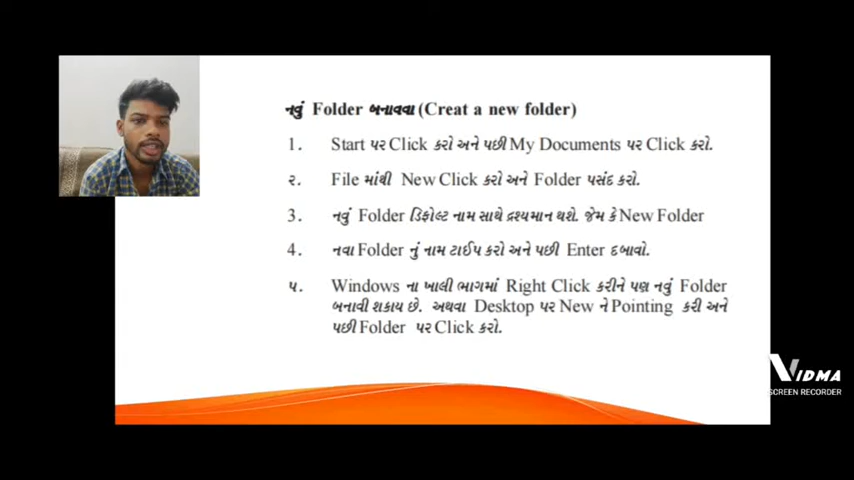 નવું Folder બનાવવા (Creat a new folder)
1. Start પર Click કરો અને પછી My Documents પર Click કરો.
ર. File માંથી New Click કરો અને Folder પસંદ કરો.
3. નવું Folder ડિફોલ્ટ નામ સાથે દ્રશ્યમાન થશે. જેમ કે New Folder
4. નવા Folder નું નામ ટાઈપ કરો અને પછી Enter દબાવો.
૫. Windows ના ખાલી ભાગમાં Right Click કરીને પણ નવું Folder
બનાવી શકાય છે. અથવા Desktop પર New ને Pointing કરી અને
પછી Folder પર Click કરો.
VIDMA
SCREEN RECORDER